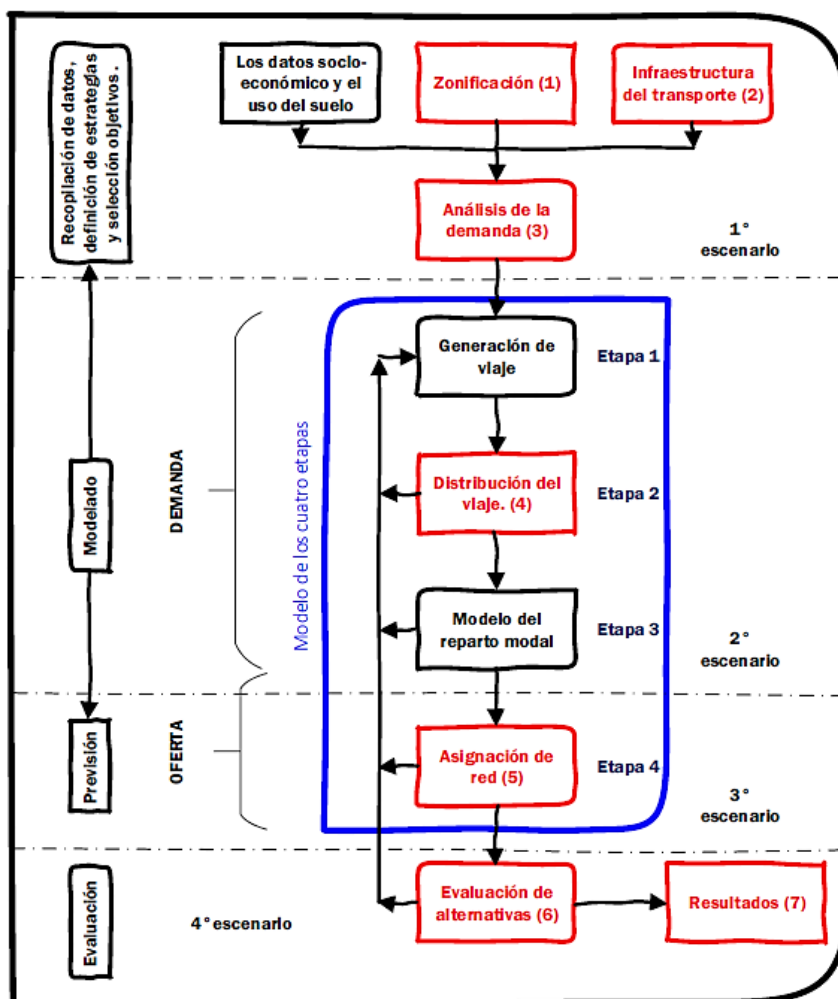 Recopilación de datos,
definición de estrategias
y selección objetivos .
Los datos socio-
económico y el
uso del suelo
Zonificación (1)
Infraestructura
del transporte (2)
Análisis de la
demanda (3)
1°
escenario
Modelado
DEMANDA
Modelo de los cuatro etapas
Generación de
viaje
Etapa 1
Distribución del
viaje. (4)
Etapa 2
Modelo del
reparto modal
Etapa 3
2°
escenario
Previsión
OFERTA
Asignación de
red (5)
Etapa 4
3°
escenario
Evaluación
4°escenario
Evaluación de
alternativas (6)
Resultados (7)